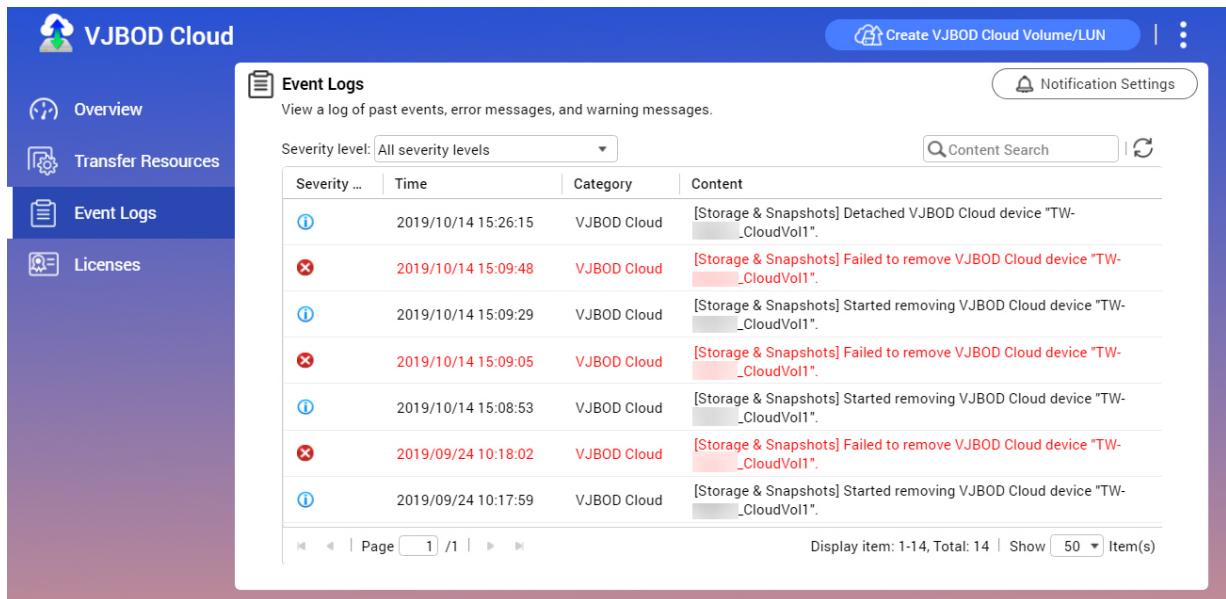 VJBOD Cloud
Create VJBOD Cloud Volume/LUN
Overview
Transfer Resources
Event Logs
Licenses
Event Logs
Notification Settings
View a log of past events, error messages, and warning messages.
Severity level: All severity levels
Content Search
Severity ... Time Category Content
2019/10/14 15:26:15 VJBOD Cloud [Storage & Snapshots] Detached VJBOD Cloud device "TW-
_CloudVol1".
2019/10/14 15:09:48 VJBOD Cloud [Storage & Snapshots] Failed to remove VJBOD Cloud device "TW-
_CloudVol1".
2019/10/14 15:09:29 VJBOD Cloud [Storage & Snapshots] Started removing VJBOD Cloud device "TW-
_CloudVol1".
2019/10/14 15:09:05 VJBOD Cloud [Storage & Snapshots] Failed to remove VJBOD Cloud device "TW-
_CloudVol1".
2019/10/14 15:08:53 VJBOD Cloud [Storage & Snapshots] Started removing VJBOD Cloud device "TW-
_CloudVol1".
2019/09/24 10:18:02 VJBOD Cloud [Storage & Snapshots] Failed to remove VJBOD Cloud device "TW-
_CloudVol1".
2019/09/24 10:17:59 VJBOD Cloud [Storage & Snapshots] Started removing VJBOD Cloud device "TW-
_CloudVol1".
Page 1 /1 Display item: 1-14, Total: 14 Show 50 Item(s)